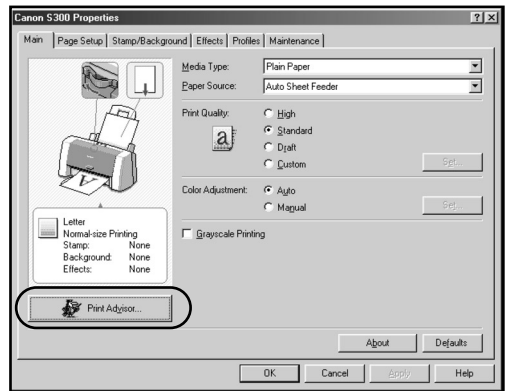 Canon S300 Properties
Main Page Setup Stamp/Background Effects Profiles Maintenance
Media Type: Plain Paper
Paper Source: Auto Sheet Feeder
Print Quality: High
Standard
Draft
Custom Set...
Color Adjustment: Auto
Manual Set...
Grayscale Printing
Letter
Normal-size Printing
Stamp: None
Background: None
Effects: None
Print Advisor...
About Defaults
OK Cancel Apply Help